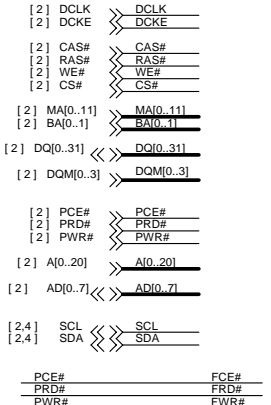 [2] DCLK DCLK
[2] DCKE DCKE
[2] CAS# CAS#
[2] RAS# RAS#
[2] WE# WE#
[2] CS# CS#
[2] MA[0..11] MA[0..11]
[2] BA[0..1] BA[0..1]
[2] DQ[0..31] DQ[0..31]
[2] DQM[0..3] DQM[0..3]
[2] PCE# PCE#
[2] PRD# PRD#
[2] PWR# PWR#
[2] A[0..20] A[0..20]
[2] AD[0..7] AD[0..7]
[2,4] SCL SCL
[2,4] SDA SDA
PCE# FCE#
PRD# FRD#
PWR# FWR#